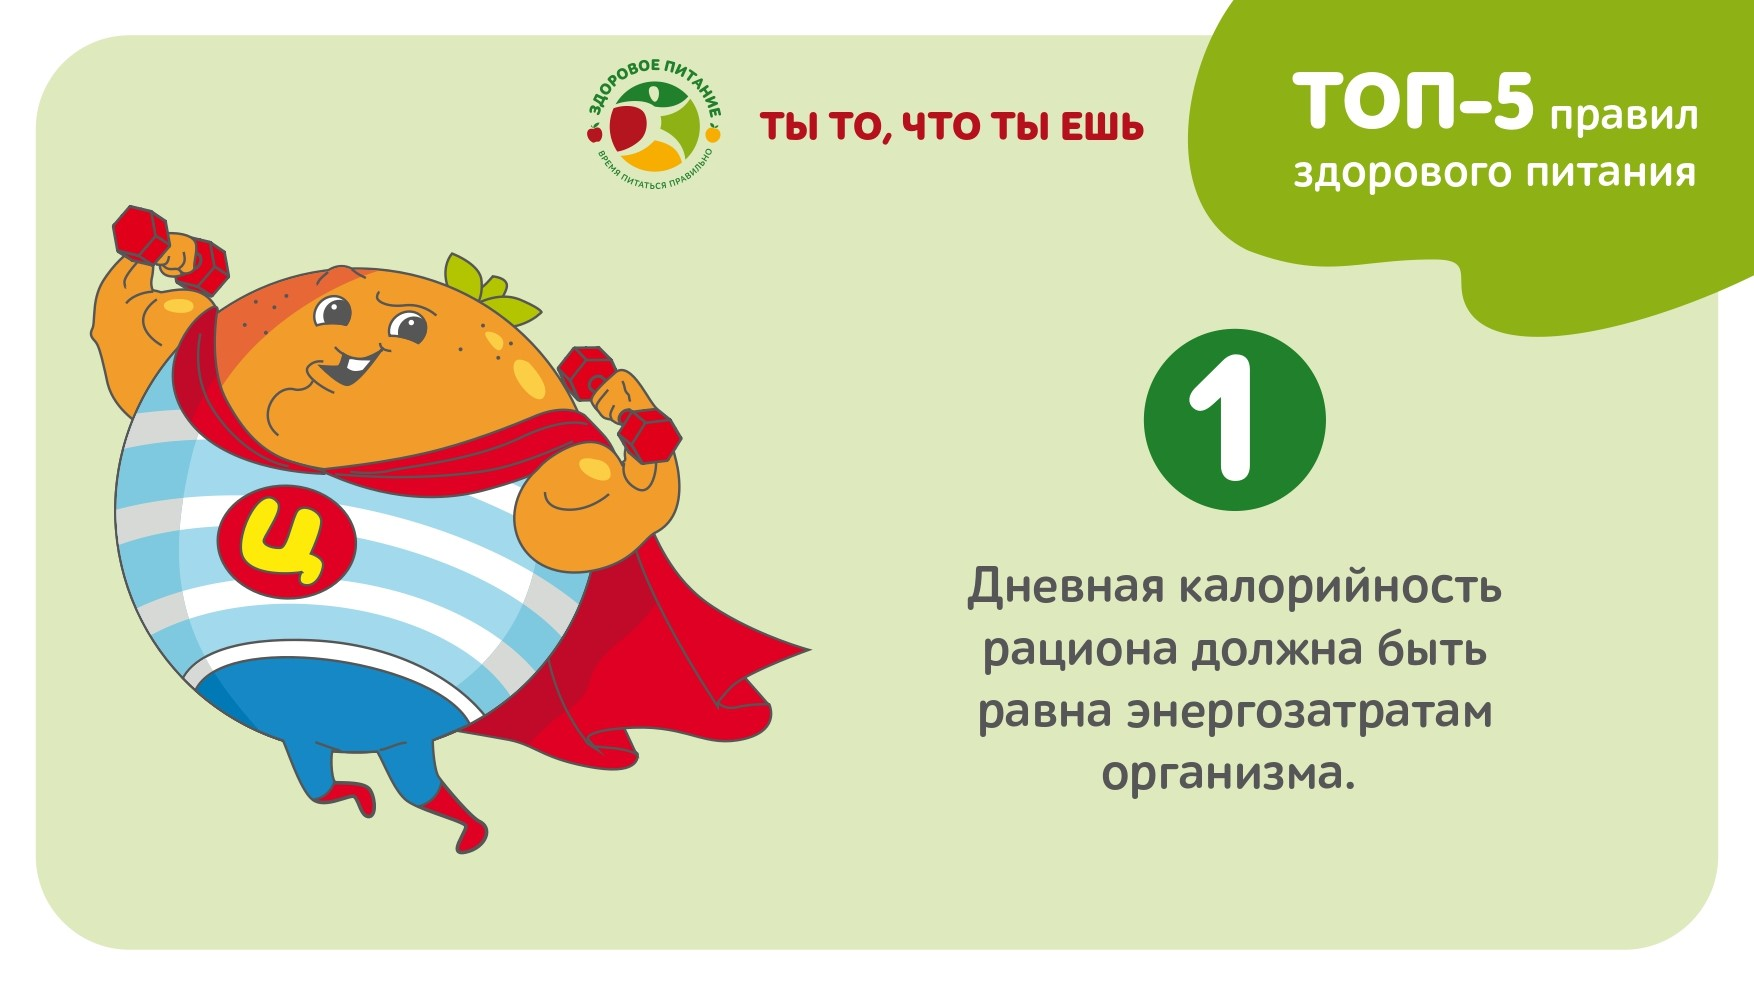 ЗДОРОВОЕ ПИТАНИЕ
ВРЕМЯ ПИТАТЬСЯ ПРАВИЛЬНО
ТЫ ТО, ЧТО ТЫ ЕШЬ
ТОП-5 правил
здорового питания
1
Ч
Дневная калорийность
рациона должна быть
равна энергозатратам
организма.